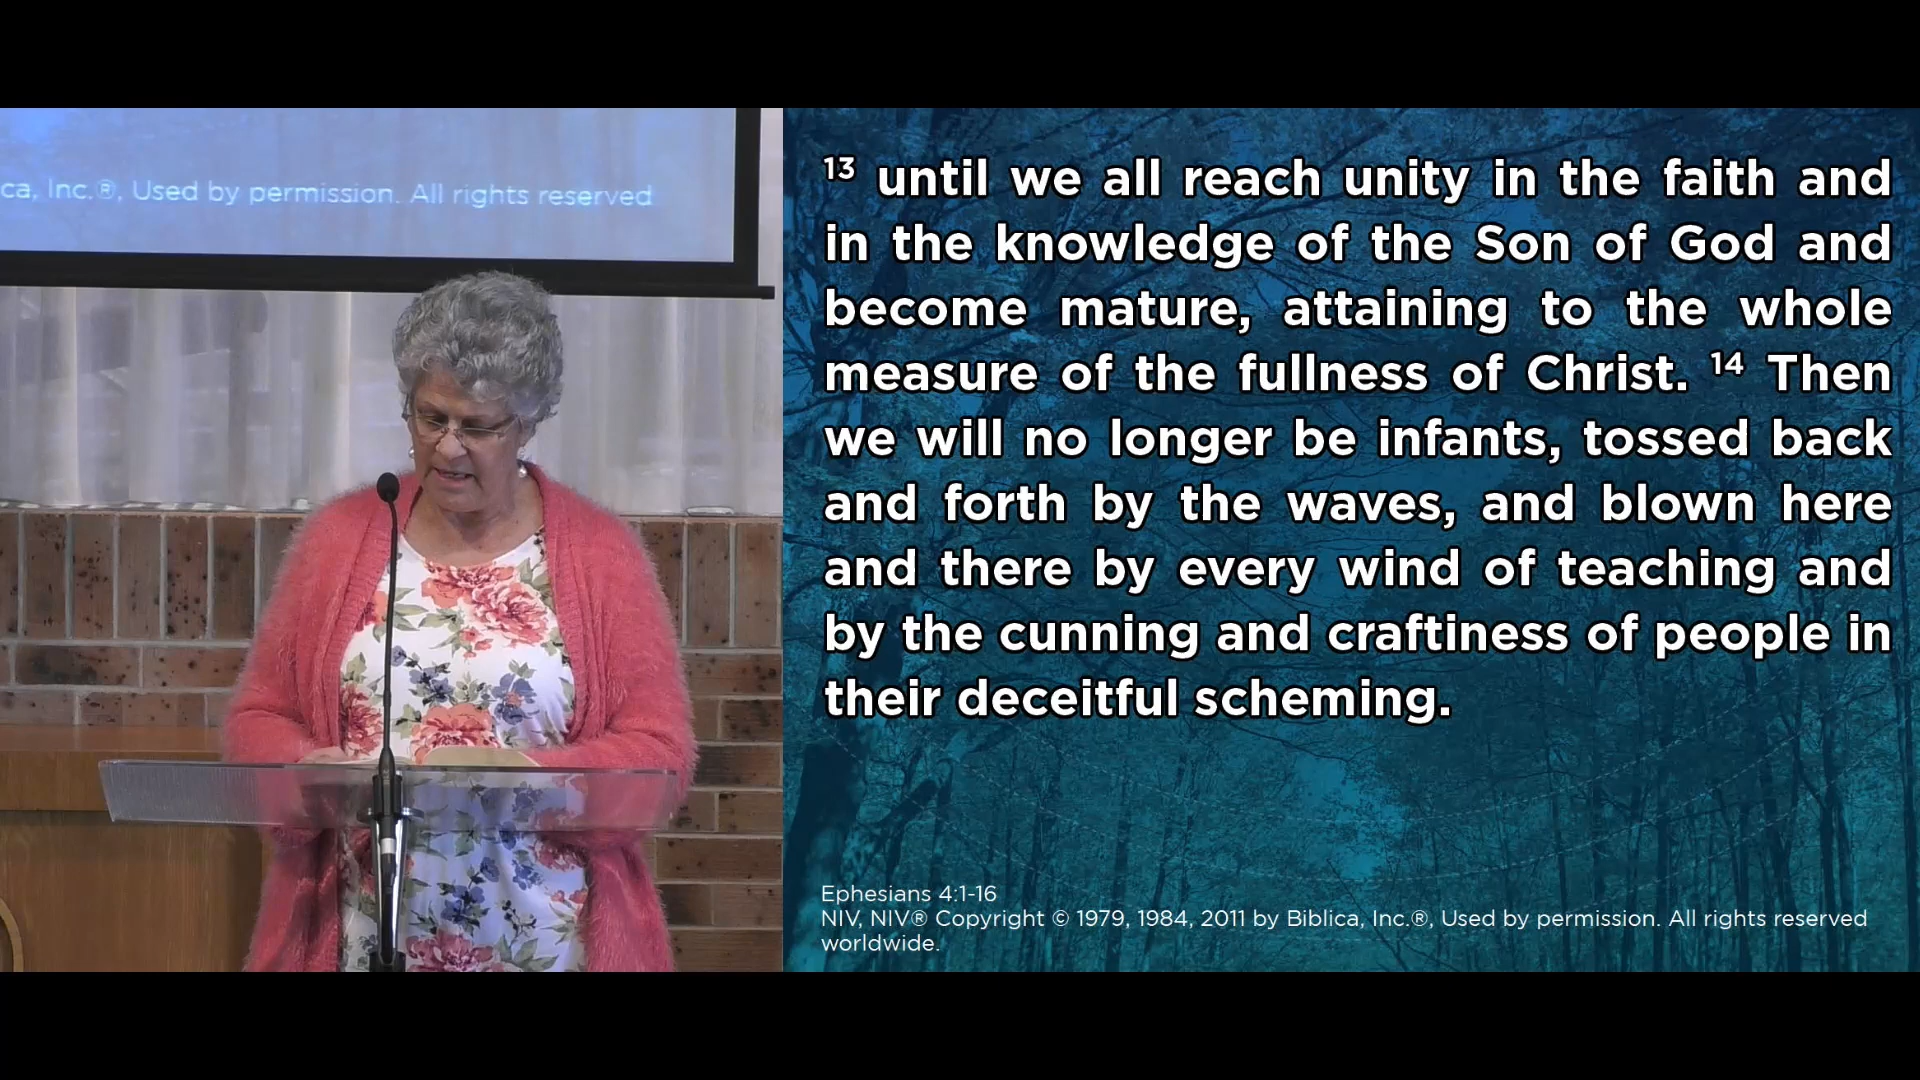 ca, Inc.®, Used by permission. All rights reserved
¹³ until we all reach unity in the faith and
in the knowledge of the Son of God and
become mature, attaining to the whole
measure of the fullness of Christ. ¹⁴ Then
we will no longer be infants, tossed back
and forth by the waves, and blown here
and there by every wind of teaching and
by the cunning and craftiness of people in
their deceitful scheming.
Ephesians 4:1-16
NIV, NIV® Copyright © 1979, 1984, 2011 by Biblica, Inc.®, Used by permission. All rights reserved
worldwide.